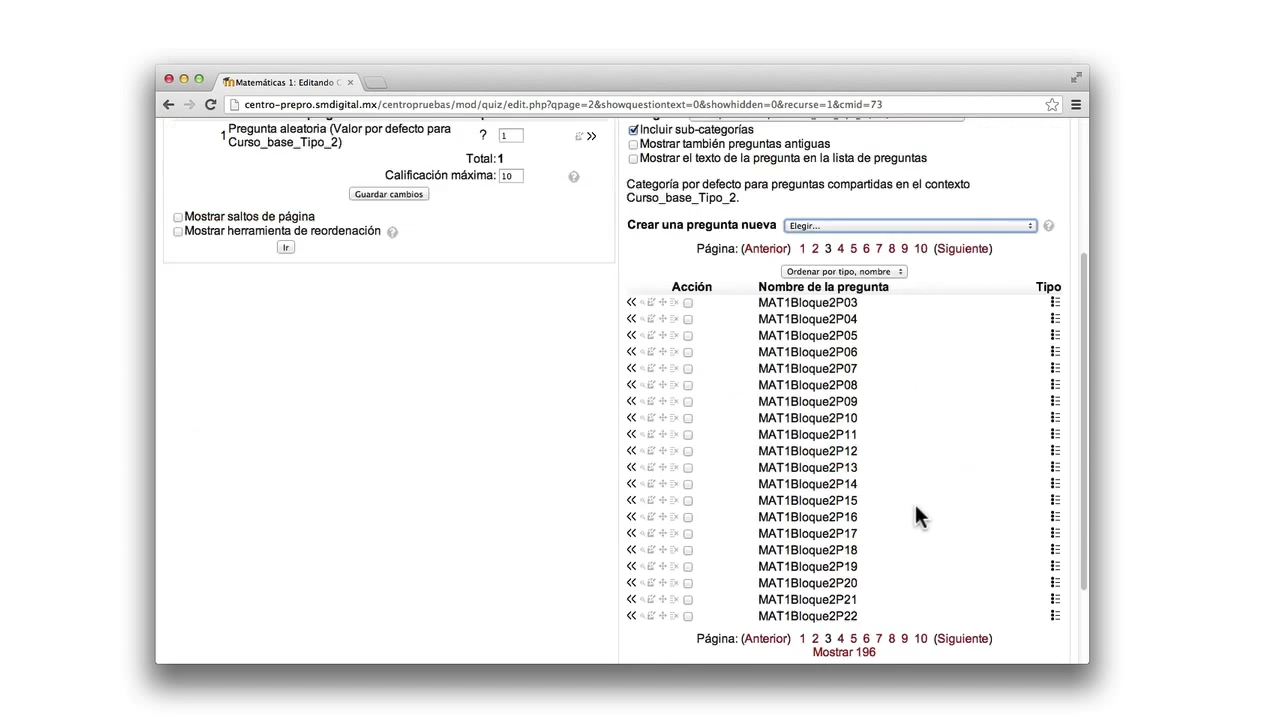 Matemáticas 1: Editando C
centro-prepro.smdigital.mx/centropruebas/mod/quiz/edit.php?qpage=2&showquestiontext=0&showhidden=0&recurse=1&cmid=73
1 Pregunta aleatoria (Valor por defecto para Curso_base_Tipo_2) ? 1
Total: 1
Calificación máxima: 10
Guardar cambios
Mostrar saltos de página
Mostrar herramienta de reordenación
Ir
Incluir sub-categorías
Mostrar también preguntas antiguas
Mostrar el texto de la pregunta en la lista de preguntas
Categoría por defecto para preguntas compartidas en el contexto
Curso_base_Tipo_2.
Crear una pregunta nueva Elegir...
Página: (Anterior) 1 2 3 4 5 6 7 8 9 10 (Siguiente)
Ordenar por tipo, nombre
Acción Nombre de la pregunta Tipo
MAT1Bloque2P03
MAT1Bloque2P04
MAT1Bloque2P05
MAT1Bloque2P06
MAT1Bloque2P07
MAT1Bloque2P08
MAT1Bloque2P09
MAT1Bloque2P10
MAT1Bloque2P11
MAT1Bloque2P12
MAT1Bloque2P13
MAT1Bloque2P14
MAT1Bloque2P15
MAT1Bloque2P16
MAT1Bloque2P17
MAT1Bloque2P18
MAT1Bloque2P19
MAT1Bloque2P20
MAT1Bloque2P21
MAT1Bloque2P22
Página: (Anterior) 1 2 3 4 5 6 7 8 9 10 (Siguiente)
Mostrar 196